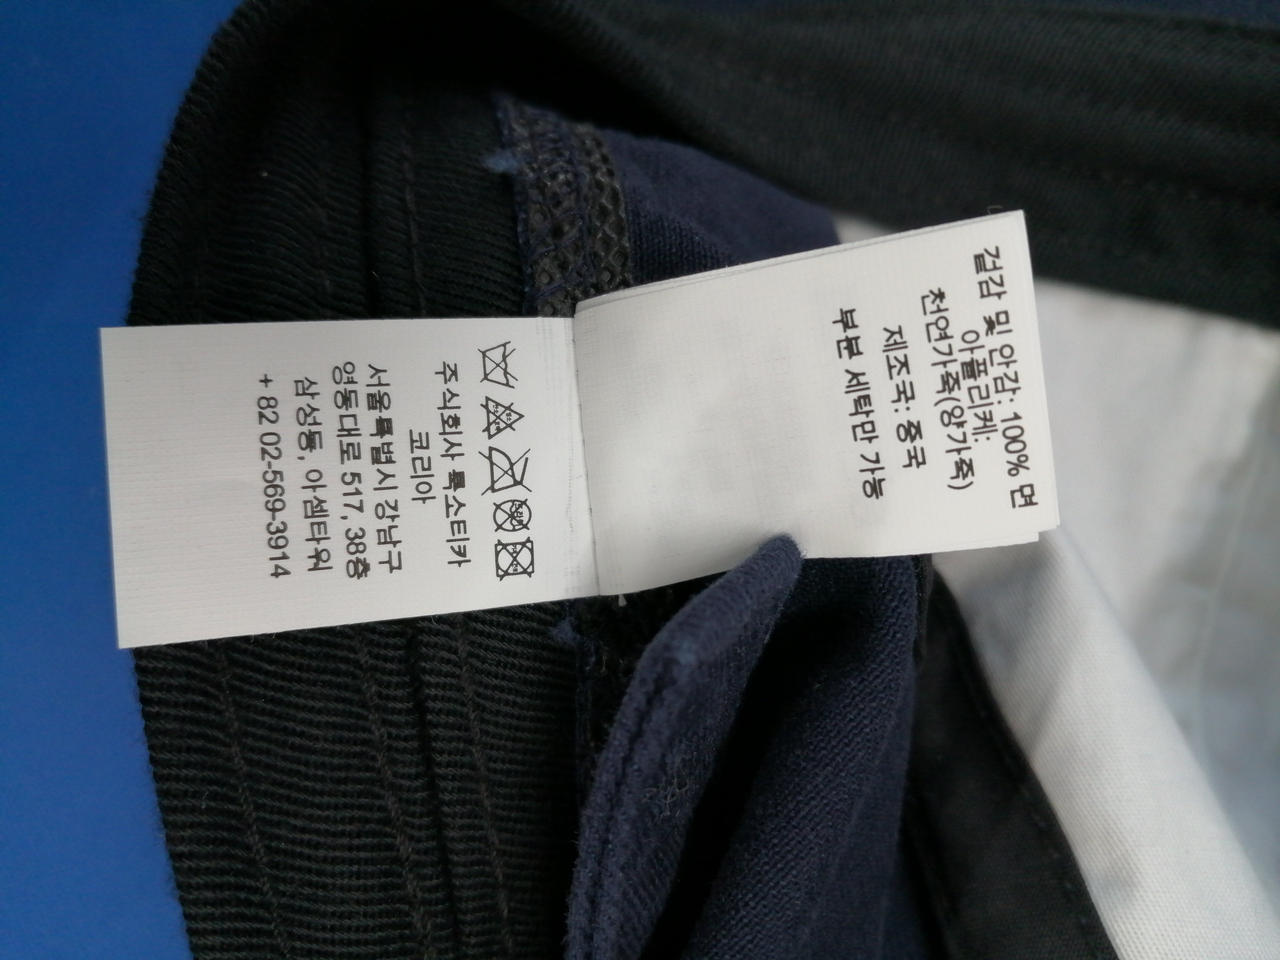 겉감 및 안감: 100% 면
아플리케:
천연가죽(양가죽)
제조국: 중국
부분 세탁만 가능
주식회사 록소티카
코리아
서울특별시 강남구
영동대로 517, 38층
삼성동, 아셈타워
+ 82 02-569-3914